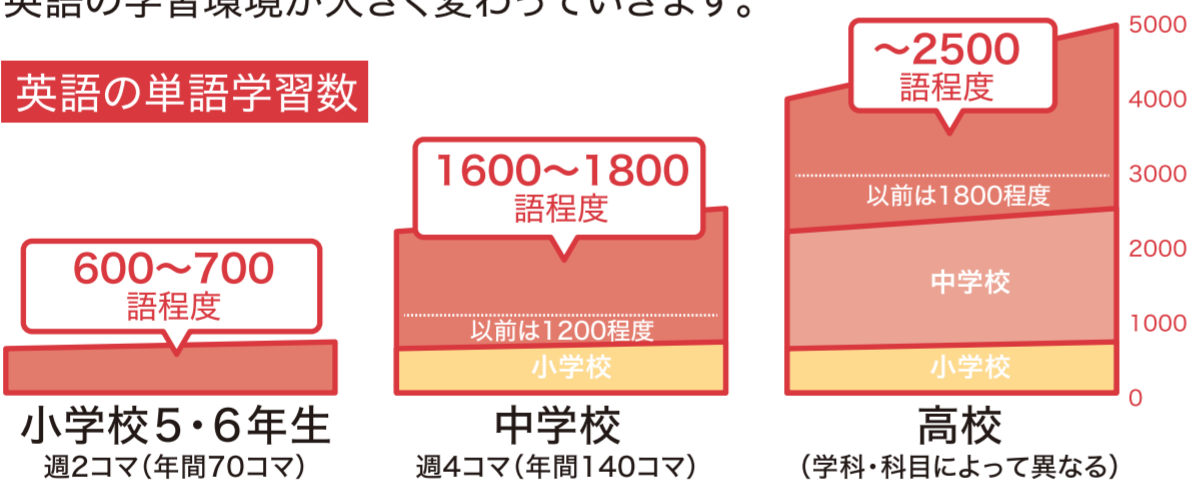 英語の学習環境が大きく変わっていきます。
英語の単語学習数
600〜700
語程度
小学校5・6年生
週2コマ(年間70コマ)
1600〜1800
語程度
以前は1200程度
小学校
中学校
週4コマ(年間140コマ)
〜2500
語程度
以前は1800程度
中学校
小学校
高校
(学科・科目によって異なる)
5000
4000
3000
2000
1000
0